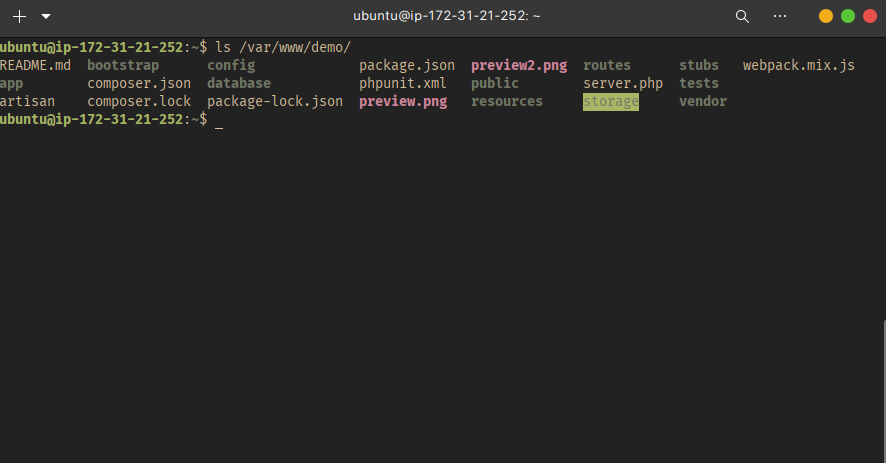 ubuntu@ip-172-31-21-252: ~
ubuntu@ip-172-31-21-252:~$ ls /var/www/demo/
README.md bootstrap config package.json preview2.png routes stubs webpack.mix.js
app composer.json database phpunit.xml public server.php tests
artisan composer.lock package-lock.json preview.png resources storage vendor
ubuntu@ip-172-31-21-252:~$ _